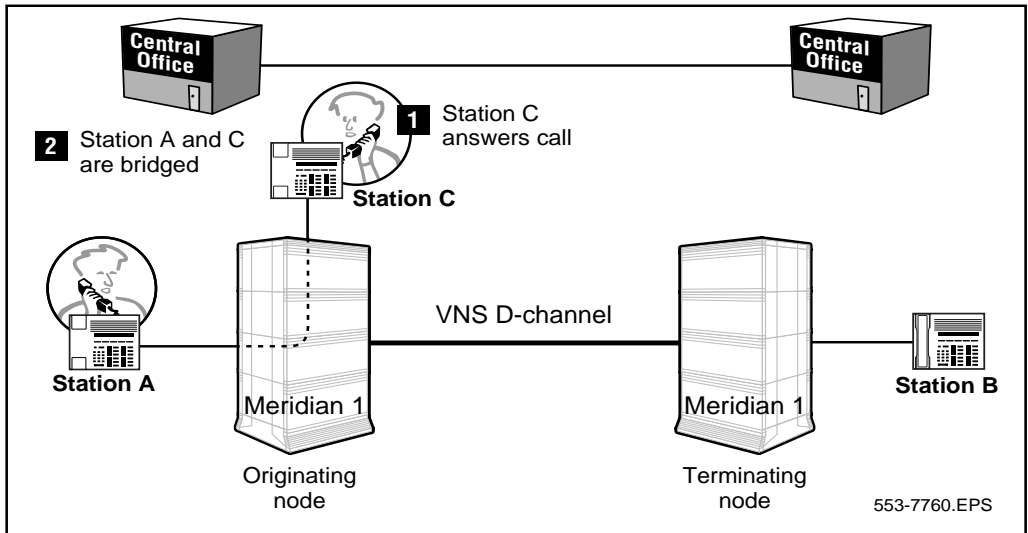 Central
Office
Central
Office
1 Station C
answers call
2 Station A and C
are bridged
Station C
VNS D-channel
Station A
Station B
Meridian 1
Meridian 1
Originating
node
Terminating
node
553-7760.EPS